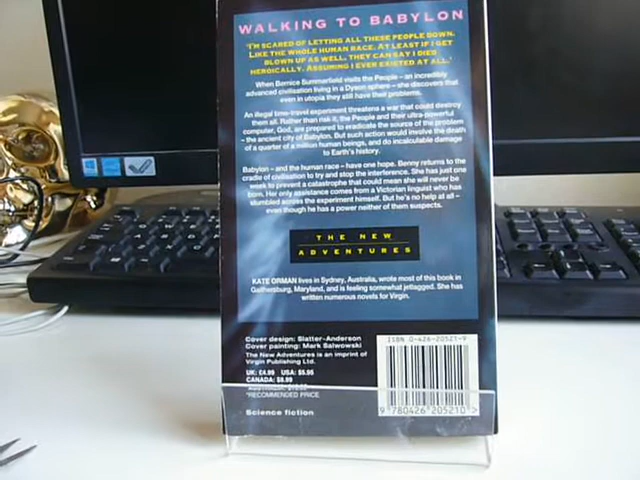 WALKING TO BABYLON
'I'M SCARED OF LETTING ALL THESE PEOPLE DOWN.
LIKE THE WHOLE HUMAN RACE. AT LEAST IF I GET
BLOWN UP AS WELL, THEY CAN SAY I DIED
HEROICALLY. ASSUMING I EVER EXISTED AT ALL.'
When Bernice Summerfield visits the People – an incredibly
advanced civilisation living in a Dyson sphere – she discovers that
even in utopia they still have their problems.
An illegal time-travel experiment threatens a war that could destroy
them all. Rather than risk it, the People and their ultra-powerful
computer, God, are prepared to eradicate the source of the problem
– the ancient city of Babylon. But such action would involve the death
of a quarter of a million human beings, and do incalculable damage
to Earth's history.
Babylon – and the human race – have one hope. Benny returns to the
cradle of civilisation to try and stop the interference. She has just one
week to prevent a catastrophe that could mean she will never be
born. Her only assistance comes from a Victorian linguist who has
stumbled across the experiment himself. But he's no help at all –
even though he has a power neither of them suspects.
THE NEW
ADVENTURES
KATE ORMAN lives in Sydney, Australia, wrote most of this book in
Gaithersburg, Maryland, and is feeling somewhat jetlagged. She has
written numerous novels for Virgin.
Cover design: Slatter-Anderson
Cover painting: Mark Salwowski
The New Adventures is an imprint of
Virgin Publishing Ltd.
UK: £4.99 USA: $5.95
CANADA: $6.99
*RECOMMENDED PRICE
Science fiction
ISBN 0-426-20521-9
9 780426 205210 >